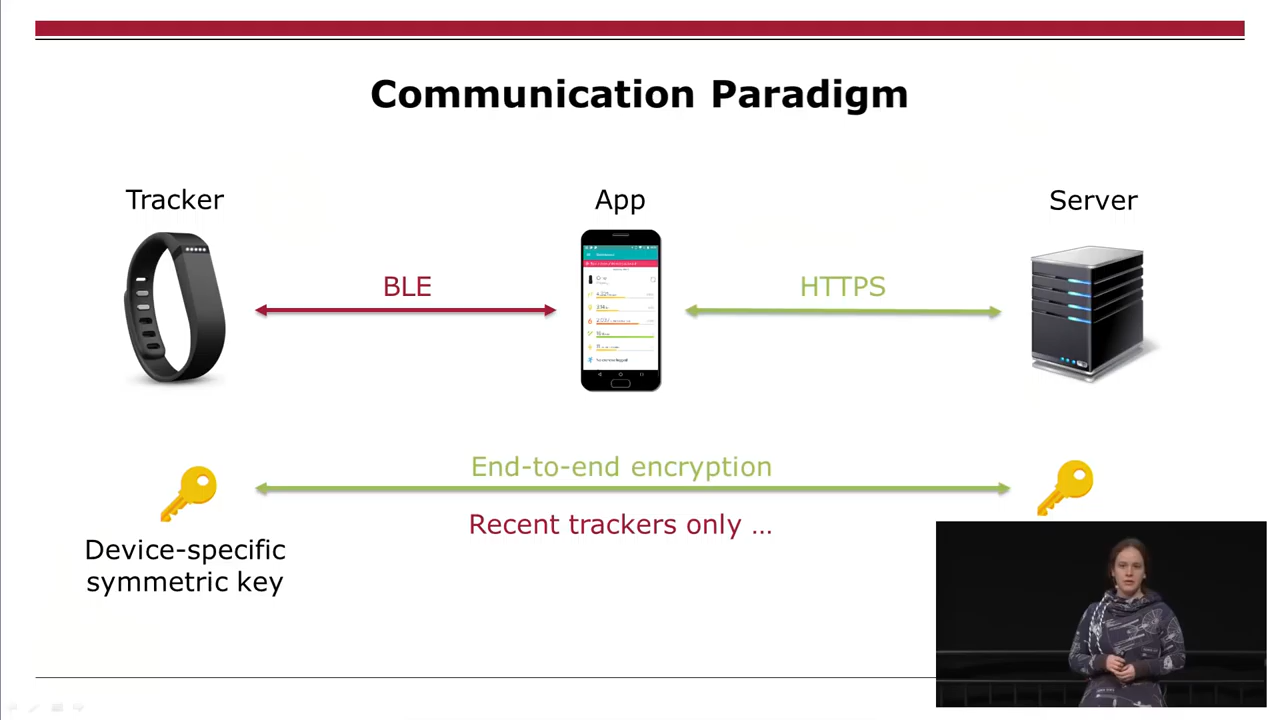 Communication Paradigm
Tracker
App
Server
BLE
HTTPS
End-to-end encryption
Recent trackers only …
Device-specific
symmetric key